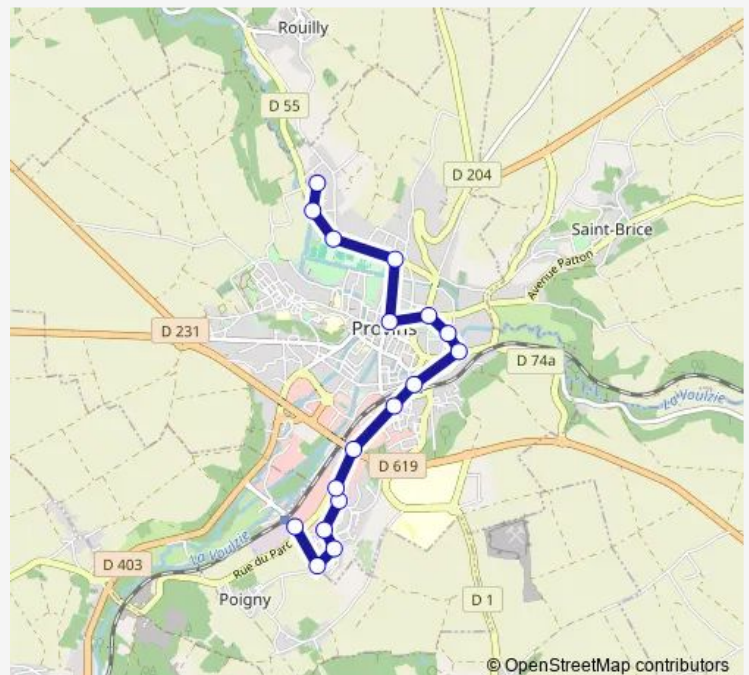 Rouilly
D 55
D 204
Saint-Brice
Avenue Patton
D 231
Provins
D 74a
La Voulzie
D 619
La Voulzie
D 403
Rue du Parc
Poigny
D 1
© OpenStreetMap contributors